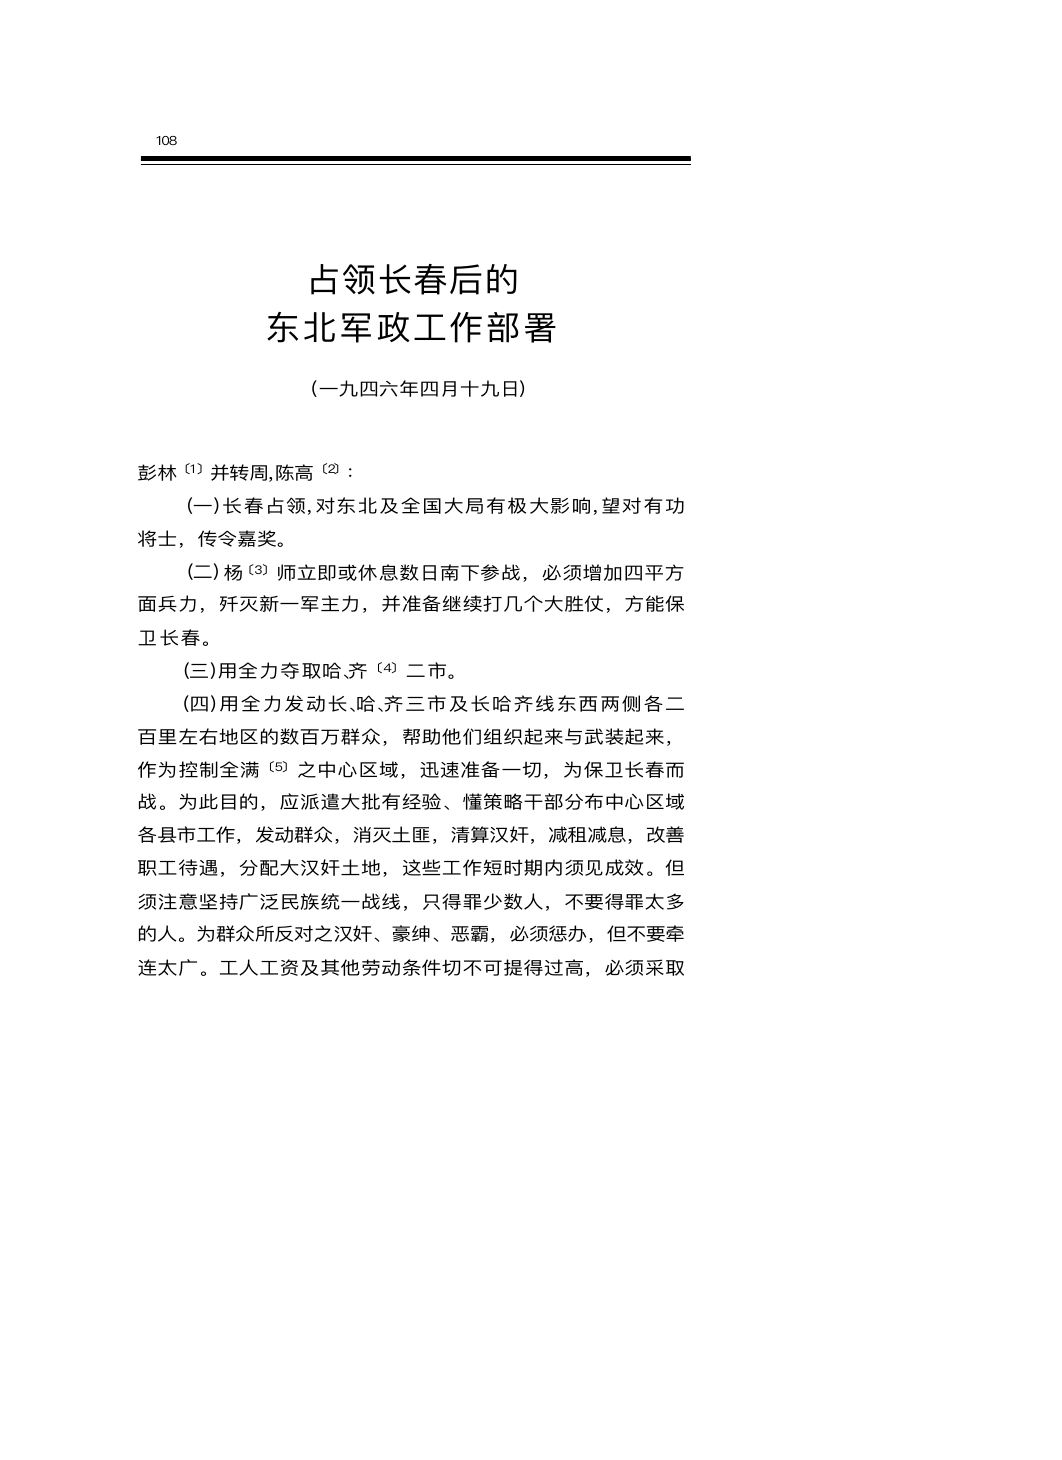 108
占领长春后的
东北军政工作部署
(一九四六年四月十九日)
彭林〔1〕并转周,陈高〔2〕:
(一)长春占领,对东北及全国大局有极大影响,望对有功
将士，传令嘉奖。
(二)杨〔3〕师立即或休息数日南下参战，必须增加四平方
面兵力，歼灭新一军主力，并准备继续打几个大胜仗，方能保
卫长春。
(三)用全力夺取哈、齐〔4〕二市。
(四)用全力发动长、哈、齐三市及长哈齐线东西两侧各二
百里左右地区的数百万群众，帮助他们组织起来与武装起来，
作为控制全满〔5〕之中心区域，迅速准备一切，为保卫长春而
战。为此目的，应派遣大批有经验、懂策略干部分布中心区域
各县市工作，发动群众，消灭土匪，清算汉奸，减租减息，改善
职工待遇，分配大汉奸土地，这些工作短时期内须见成效。但
须注意坚持广泛民族统一战线，只得罪少数人，不要得罪太多
的人。为群众所反对之汉奸、豪绅、恶霸，必须惩办，但不要牵
连太广。工人工资及其他劳动条件切不可提得过高，必须采取